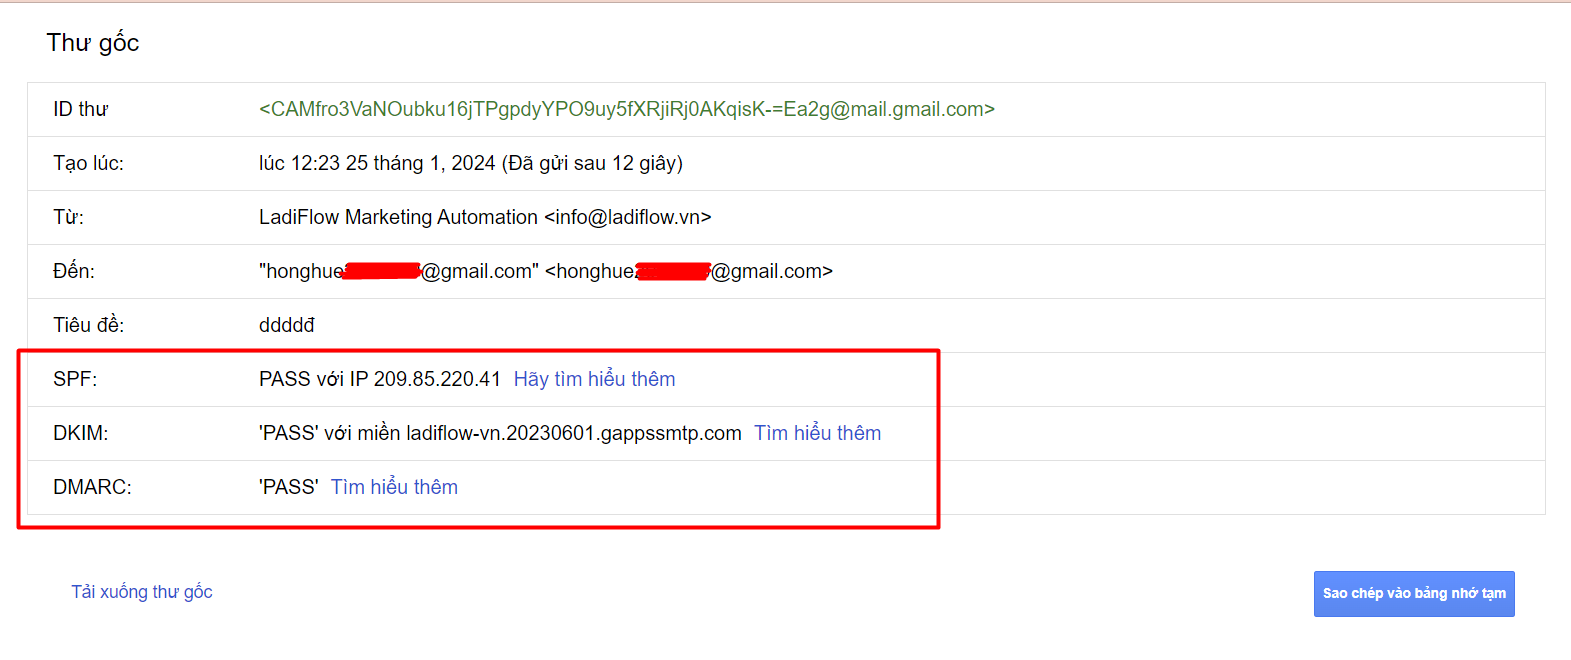 Thư gốc
ID thư <CAMfro3VaNOubku16jTPgpdyYPO9uy5fXRjiRj0AKqisK-=Ea2g@mail.gmail.com>
Tạo lúc: lúc 12:23 25 tháng 1, 2024 (Đã gửi sau 12 giây)
Từ: LadiFlow Marketing Automation <info@ladiflow.vn>
Đến: "honghue @gmail.com" <honghue @gmail.com>
Tiêu đề: ddddđ
SPF: PASS với IP 209.85.220.41 Hãy tìm hiểu thêm
DKIM: 'PASS' với miền ladiflow-vn.20230601.gappssmtp.com Tìm hiểu thêm
DMARC: 'PASS' Tìm hiểu thêm
Tải xuống thư gốc
Sao chép vào bảng nhớ tạm